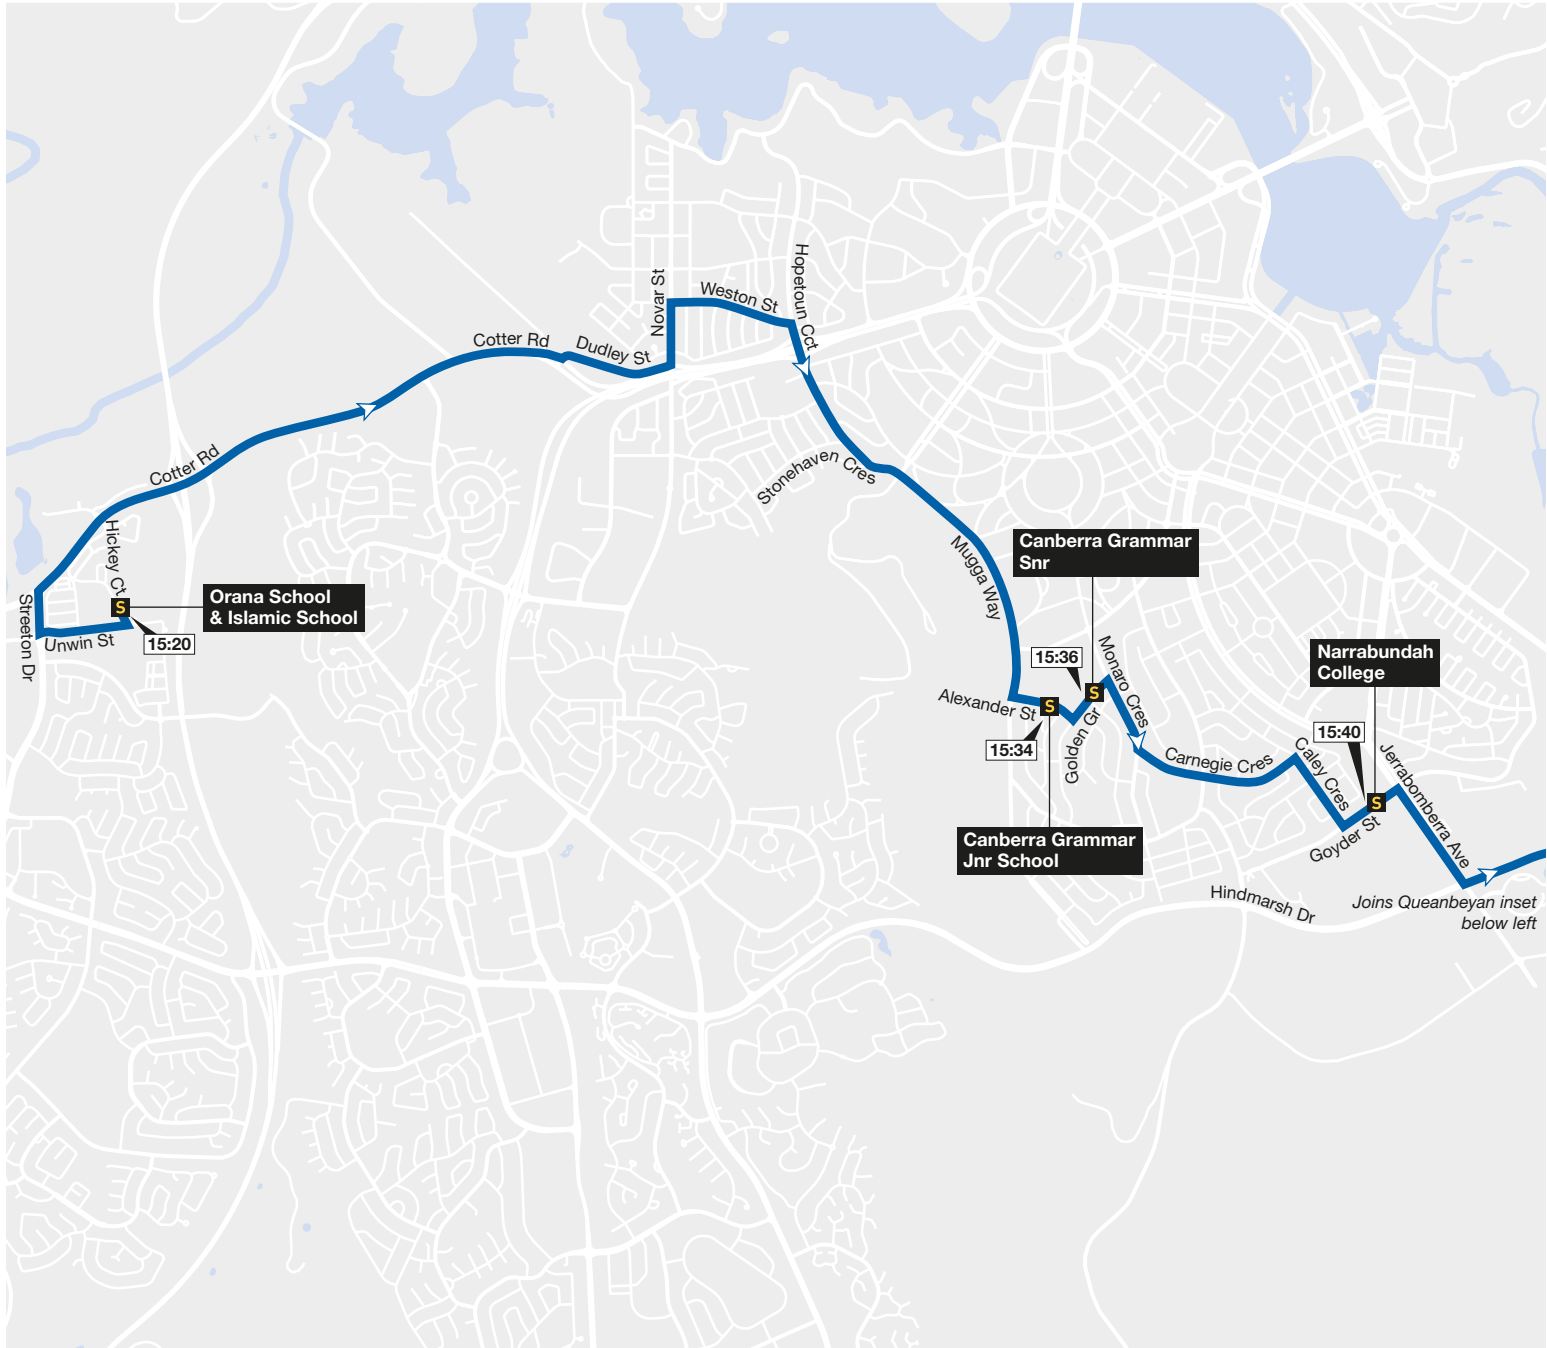 Hopetoun Cct
Novar St
Weston St
Cotter Rd
Dudley St
Cotter Rd
Stonehaven Cres
Hickey Ct
Mugga Way
Canberra Grammar
Snr
S
Orana School
& Islamic School
Streeton Dr
Unwin St
15:20
15:36
Monaro Cres
Narrabundah
College
S
Alexander St
S
Golden Gr
15:34
15:40
Carnegie Cres
Caley Cres
Jerrabomberra Ave
S
Goyder St
Canberra Grammar
Jnr School
Hindmarsh Dr
Joins Queanbeyan inset
below left